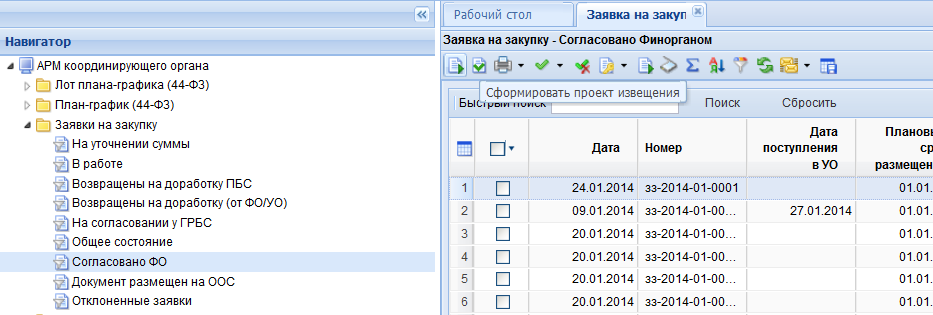 Навигатор
АРМ координирующего органа
Лот плана-графика (44-ФЗ)
План-график (44-ФЗ)
Заявки на закупку
На уточнении суммы
В работе
Возвращены на доработку ПБС
Возвращены на доработку (от ФО/УО)
На согласовании у ГРБС
Общее состояние
Согласовано ФО
Документ размещен на ООС
Отклоненные заявки
Рабочий стол
Заявка на закуп
Заявка на закупку - Согласовано Финорганом
Сформировать проект извещения
Быстрый поиск Поиск Сбросить
Дата Номер Дата поступления в УО Плановы ср размещен
1 24.01.2014 зз-2014-01-0001 01.01.
2 09.01.2014 зз-2014-01-00... 27.01.2014 01.01.
3 20.01.2014 зз-2014-01-00... 01.01.
4 20.01.2014 зз-2014-01-00... 01.01.
5 20.01.2014 зз-2014-01-00... 01.01.
6 20.01.2014 зз-2014-01-00... 01.01.